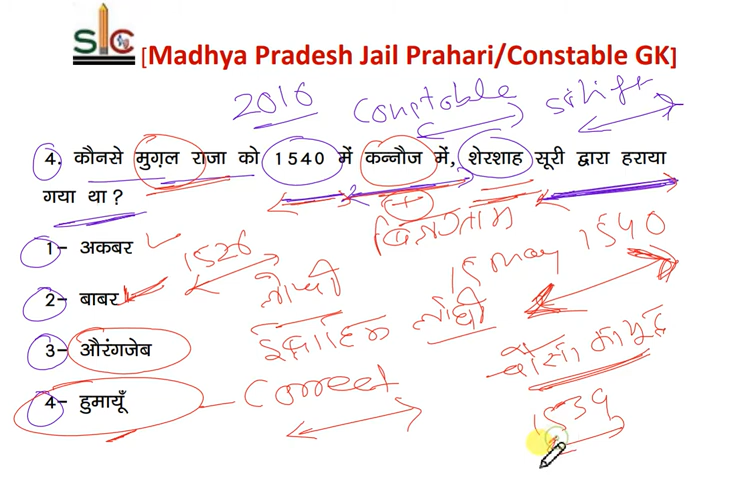 SIC [Madhya Pradesh Jail Prahari/Constable GK]
2016 Constable shift
4. कौनसे मुग़ल राजा को 1540 में कन्नौज में, शेरशाह सूरी द्वारा हराया
गया था ?
बिलग्राम
1- अकबर
1526 15 May 1540
2- बाबर
3- औरंगजेब
इब्राहिम लोधी
4- हुमायूँ correct
1539